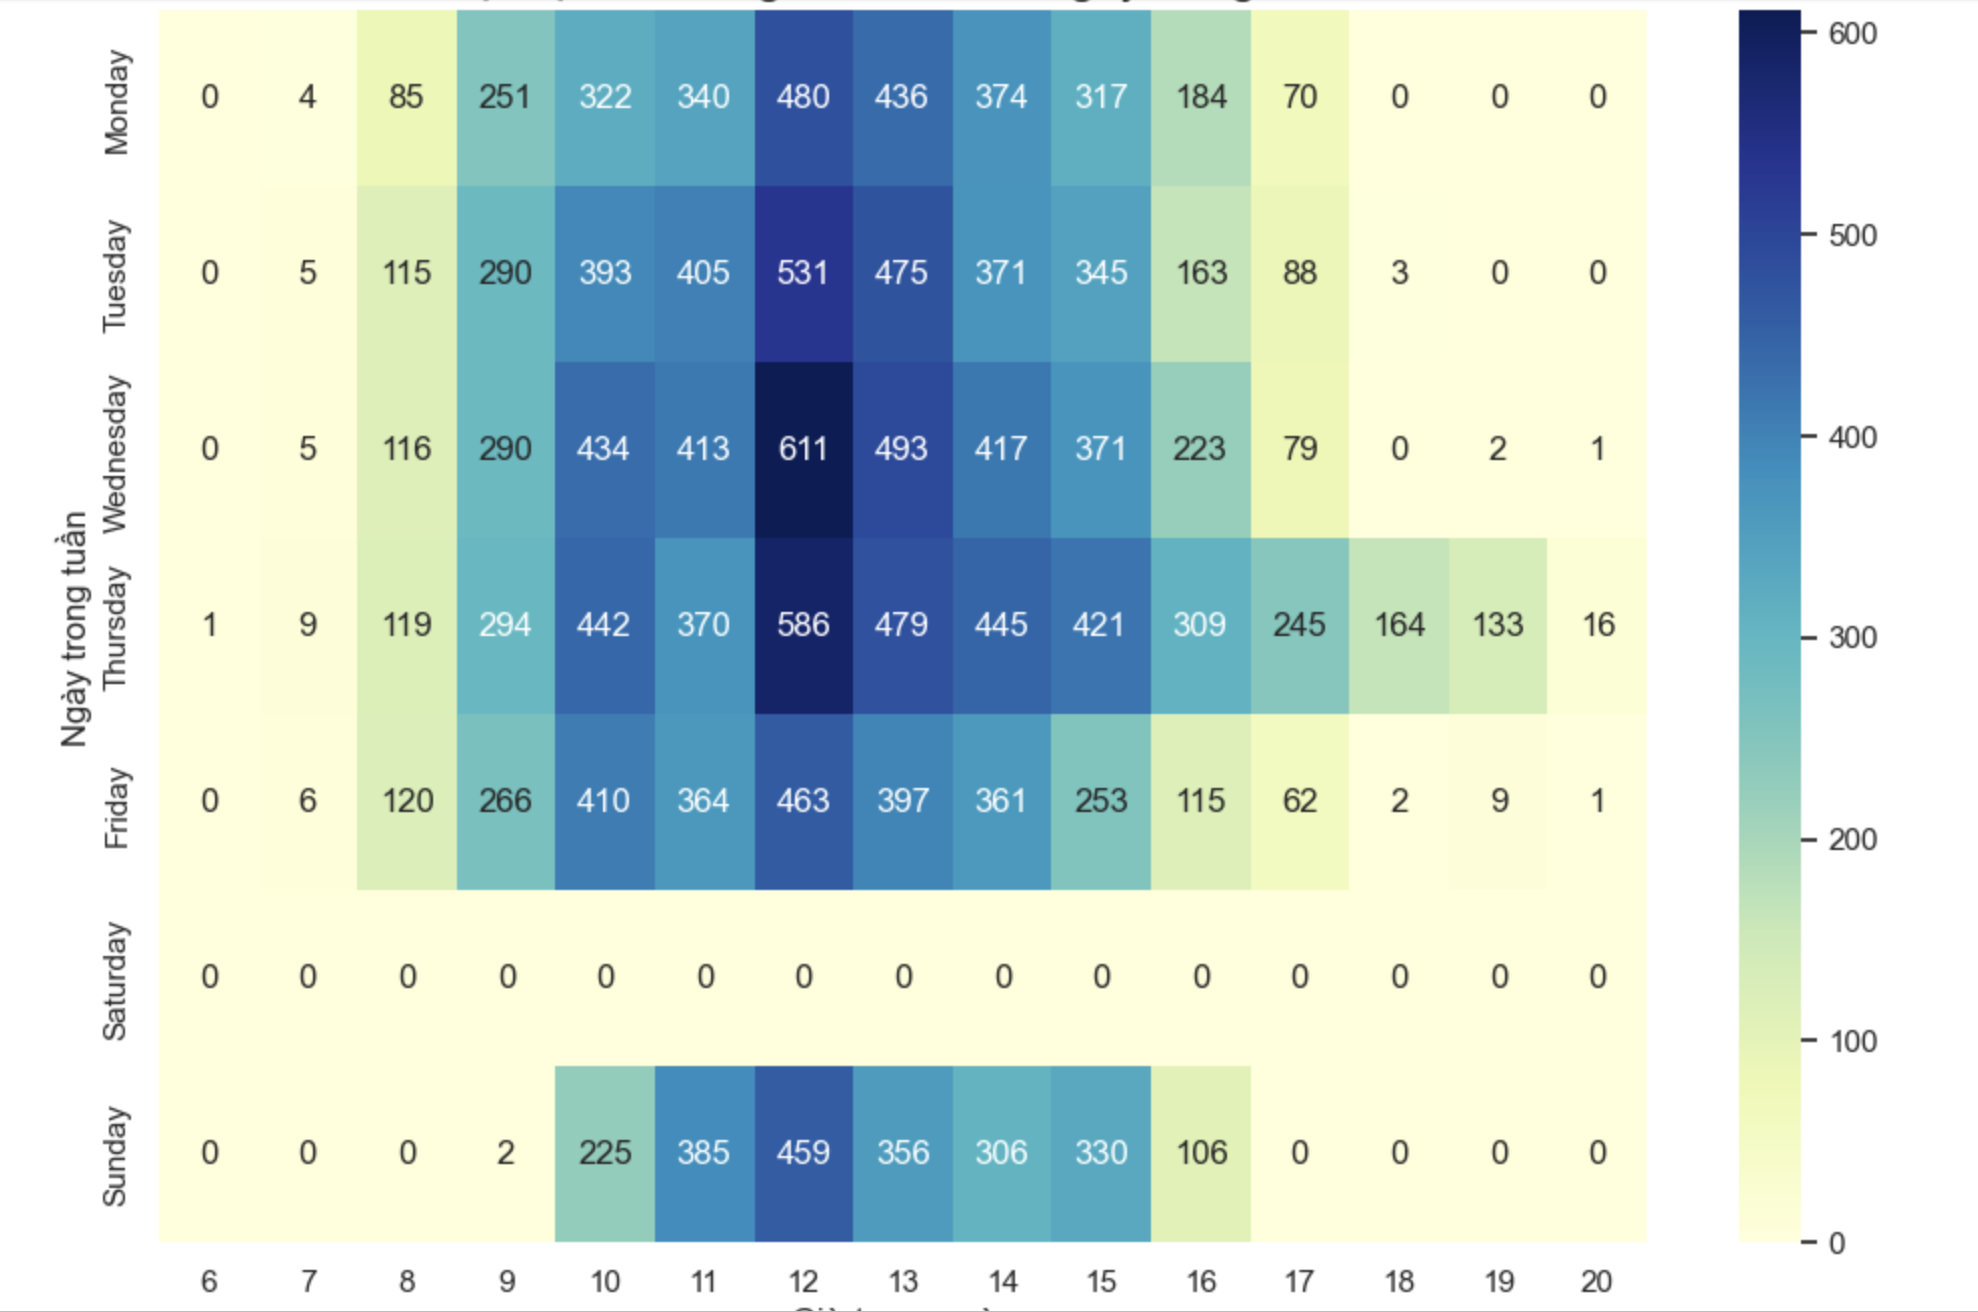 Monday 0 4 85 251 322 340 480 436 374 317 184 70 0 0 0
Tuesday 0 5 115 290 393 405 531 475 371 345 163 88 3 0 0
Wednesday 0 5 116 290 434 413 611 493 417 371 223 79 0 2 1
Thursday 1 9 119 294 442 370 586 479 445 421 309 245 164 133 16
Friday 0 6 120 266 410 364 463 397 361 253 115 62 2 9 1
Saturday 0 0 0 0 0 0 0 0 0 0 0 0 0 0 0
Sunday 0 0 0 2 225 385 459 356 306 330 106 0 0 0 0
6 7 8 9 10 11 12 13 14 15 16 17 18 19 20
Ngày trong tuần
600
500
400
300
200
100
0